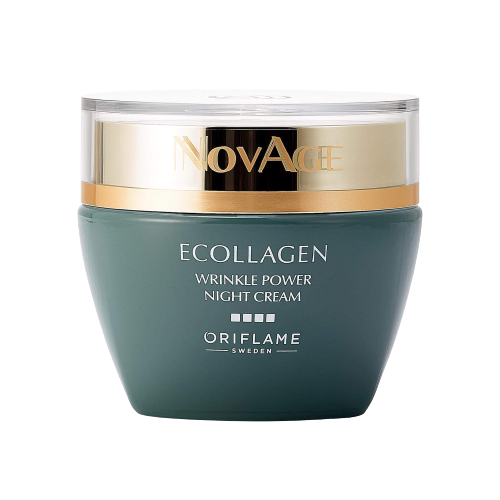 NOVAGE
ECOLLAGEN
WRINKLE POWER
NIGHT CREAM
ORIFLAME
SWEDEN